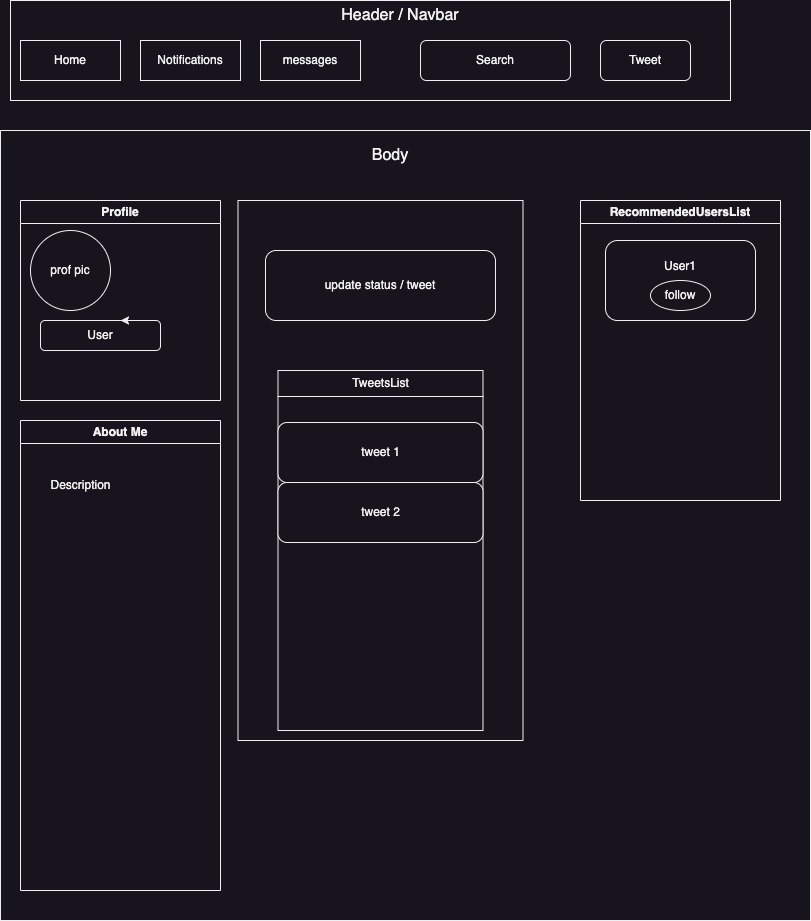 Header / Navbar
Home
Notifications
messages
Search
Tweet
Body
Profile
prof pic
User
About Me
Description
update status / tweet
TweetsList
tweet 1
tweet 2
RecommendedUsersList
User1
follow